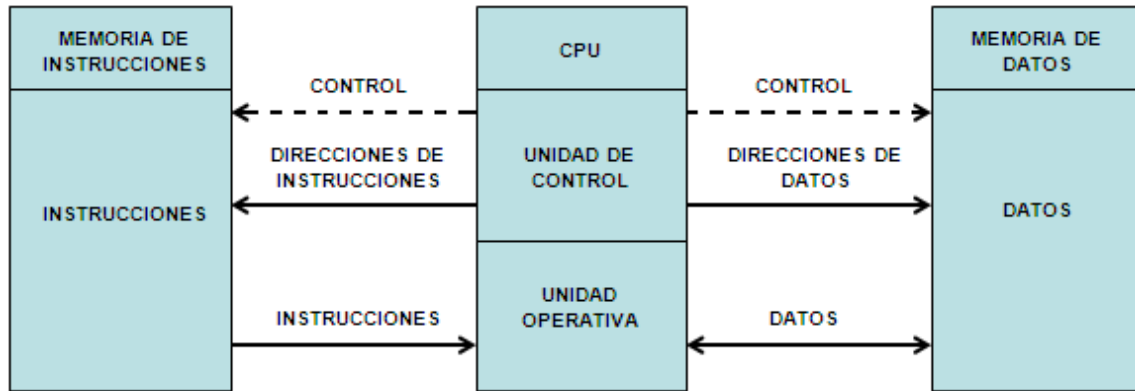 MEMORIA DE
INSTRUCCIONES
INSTRUCCIONES
CONTROL
DIRECCIONES DE
INSTRUCCIONES
INSTRUCCIONES
CPU
UNIDAD DE
CONTROL
UNIDAD
OPERATIVA
CONTROL
DIRECCIONES DE
DATOS
DATOS
MEMORIA DE
DATOS
DATOS